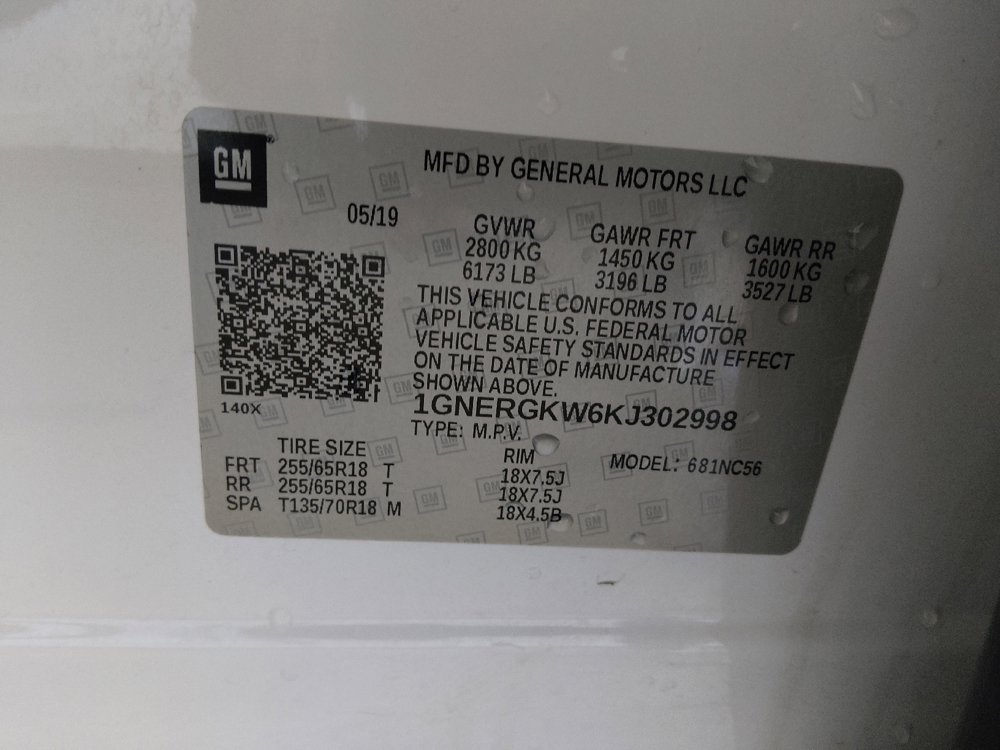 GM
MFD BY GENERAL MOTORS LLC
05/19
GVWR GAWR FRT GAWR RR
2800 KG 1450 KG 1600 KG
6173 LB 3196 LB 3527 LB
THIS VEHICLE CONFORMS TO ALL
APPLICABLE U.S. FEDERAL MOTOR
VEHICLE SAFETY STANDARDS IN EFFECT
ON THE DATE OF MANUFACTURE
SHOWN ABOVE.
140X
1GNERGKW6KJ302998
TYPE: M.P.V.
TIRE SIZE RIM MODEL: 681NC56
FRT 255/65R18 T 18X7.5J
RR 255/65R18 T 18X7.5J
SPA T135/70R18 M 18X4.5B